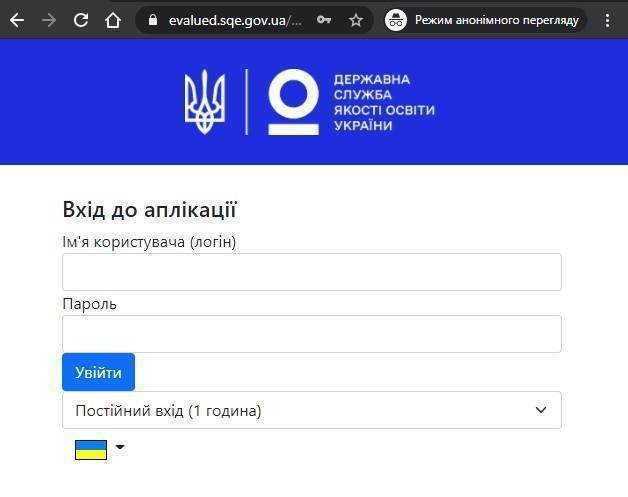 evalued.sqe.gov.ua/...
Режим анонімного перегляду
ДЕРЖАВНА
СЛУЖБА
ЯКОСТІ ОСВІТИ
УКРАЇНИ
Вхід до аплікації
Ім'я користувача (логін)
Пароль
Увійти
Постійний вхід (1 година)